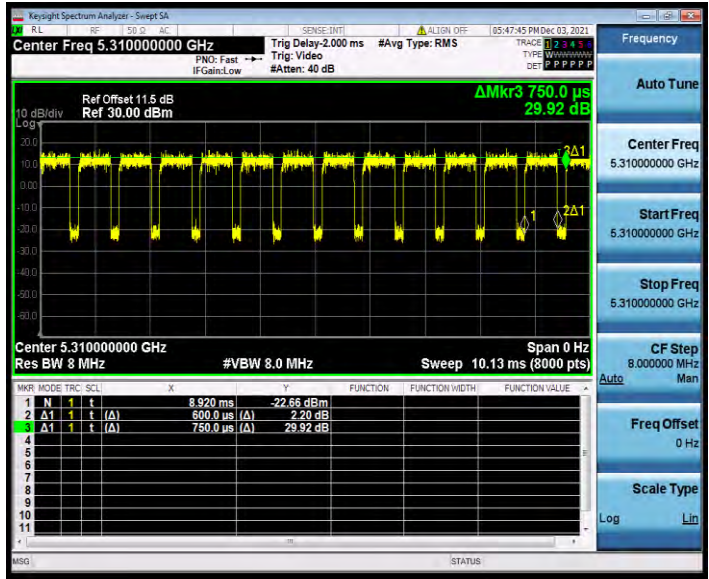 Keysight Spectrum Analyzer - Swept SA
RL RF 50 Ω AC SENSE:INT ALIGN OFF 05:47:45 PM Dec 03, 2021
Center Freq 5.310000000 GHz
Trig Delay-2.000 ms #Avg Type: RMS
TRACE 1 2 3 4 5 6
PNO: Fast Trig: Video
TYPE WWWWWW
IFGain:Low #Atten: 40 dB
DET P P P P P P
Frequency
ΔMkr3 750.0 µs
29.92 dB
Ref Offset 11.5 dB
10 dB/div Ref 30.00 dBm
Log
20.0
10.0
0.00
-10.0
-20.0
-30.0
-40.0
-50.0
-60.0
3Δ1
1
2Δ1
Center 5.310000000 GHz Span 0 Hz
Res BW 8 MHz #VBW 8.0 MHz Sweep 10.13 ms (8000 pts)
MKR MODE TRC SCL X Y FUNCTION FUNCTION WIDTH FUNCTION VALUE
1 N 1 t 8.920 ms -22.66 dBm
2 Δ1 1 t (Δ) 600.0 µs (Δ) 2.20 dB
3 Δ1 1 t (Δ) 750.0 µs (Δ) 29.92 dB
4
5
6
7
8
9
10
11
MSG STATUS
Auto Tune
Center Freq
5.310000000 GHz
Start Freq
5.310000000 GHz
Stop Freq
5.310000000 GHz
CF Step
8.000000 MHz
Auto Man
Freq Offset
0 Hz
Scale Type
Log Lin